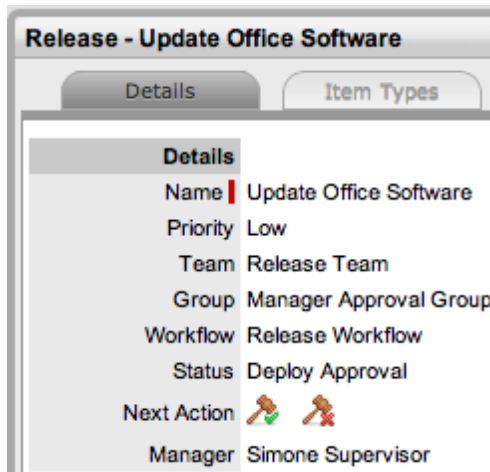 Release - Update Office Software
Details Item Types
Details
Name Update Office Software
Priority Low
Team Release Team
Group Manager Approval Group
Workflow Release Workflow
Status Deploy Approval
Next Action
Manager Simone Supervisor